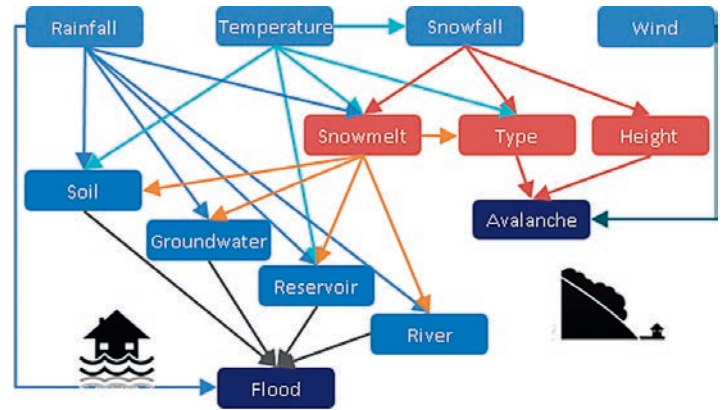 Rainfall
Temperature
Snowfall
Wind
Snowmelt
Type
Height
Soil
Groundwater
Avalanche
Reservoir
River
Flood